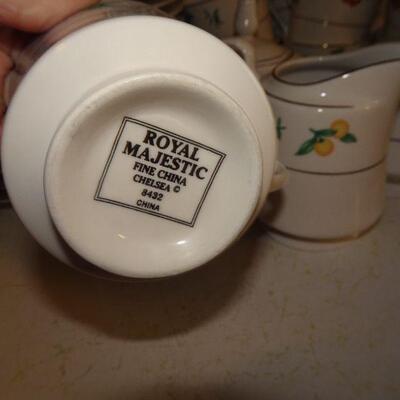 ROYAL
MAJESTIC
FINE CHINA
CHELSEA ©
8432
CHINA